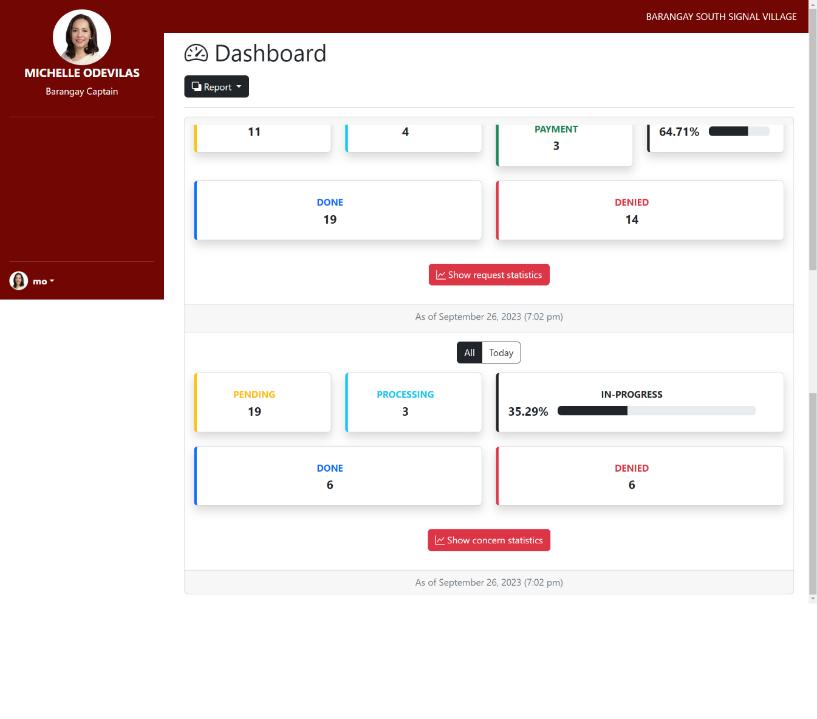 BARANGAY SOUTH SIGNAL VILLAGE
MICHELLE ODEVILAS
Barangay Captain
mo
Dashboard
Report
11
4
PAYMENT
3
64.71%
DONE
19
DENIED
14
Show request statistics
As of September 26, 2023 (7:02 pm)
All Today
PENDING
19
PROCESSING
3
IN-PROGRESS
35.29%
DONE
6
DENIED
6
Show concern statistics
As of September 26, 2023 (7:02 pm)